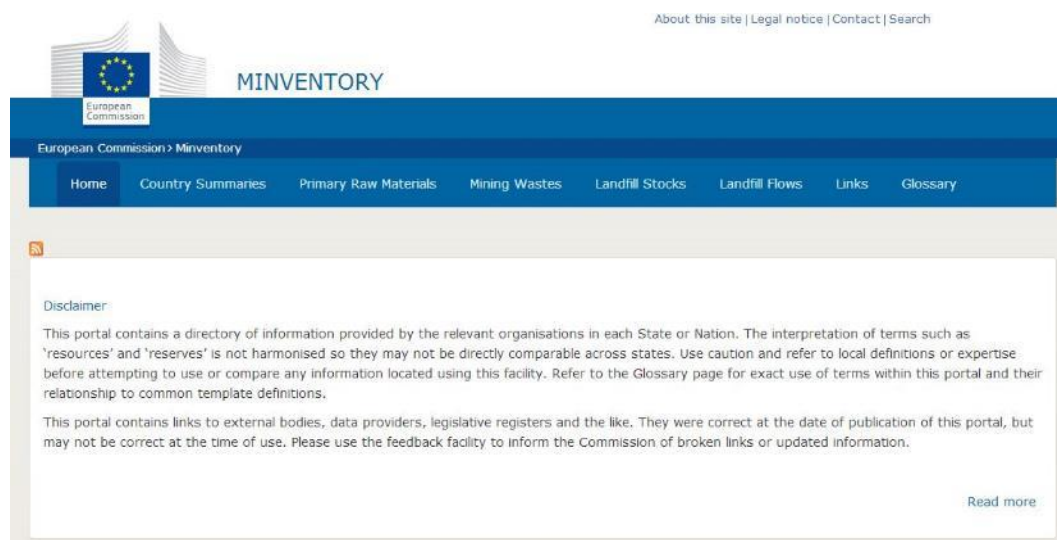 About this site | Legal notice | Contact | Search
MINVENTORY
European
Commission
European Commission > Minventory
Home Country Summaries Primary Raw Materials Mining Wastes Landfill Stocks Landfill Flows Links Glossary
Disclaimer
This portal contains a directory of information provided by the relevant organisations in each State or Nation. The interpretation of terms such as
'resources' and 'reserves' is not harmonised so they may not be directly comparable across states. Use caution and refer to local definitions or expertise
before attempting to use or compare any information located using this facility. Refer to the Glossary page for exact use of terms within this portal and their
relationship to common template definitions.
This portal contains links to external bodies, data providers, legislative registers and the like. They were correct at the date of publication of this portal, but
may not be correct at the time of use. Please use the feedback facility to inform the Commission of broken links or updated information.
Read more